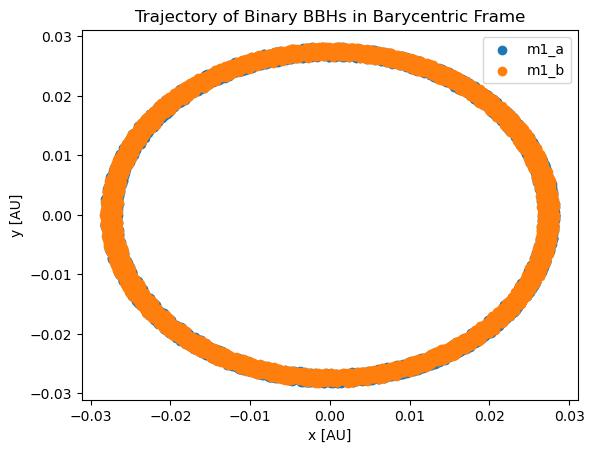 Trajectory of Binary BBHs in Barycentric Frame
m1_a
m1_b
0.03
0.02
0.01
0.00
−0.01
−0.02
−0.03
y [AU]
−0.03 −0.02 −0.01 0.00 0.01 0.02 0.03
x [AU]